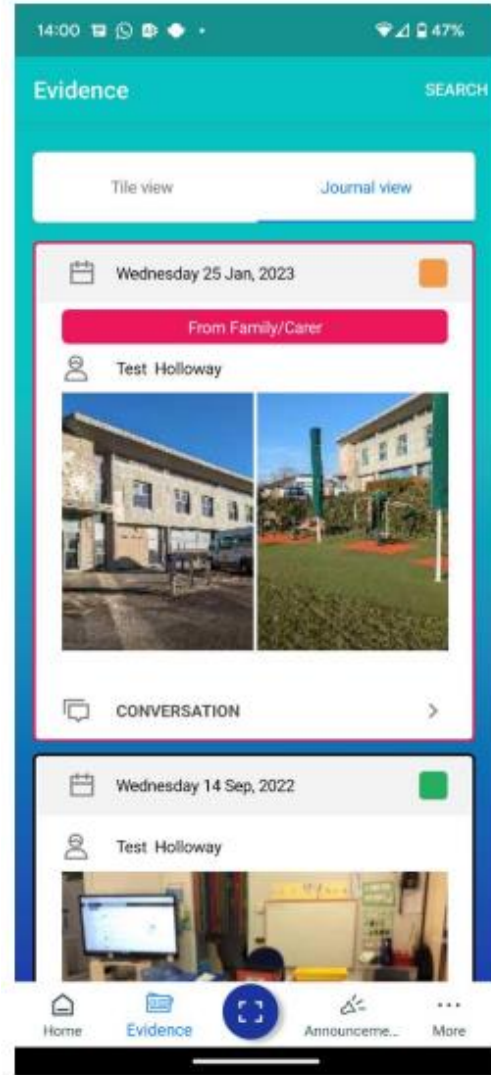 14:00 47%
Evidence SEARCH
Tile view Journal view
Wednesday 25 Jan, 2023
From Family/Carer
Test Holloway
CONVERSATION
Wednesday 14 Sep, 2022
Test Holloway
Home Evidence Announceme... More